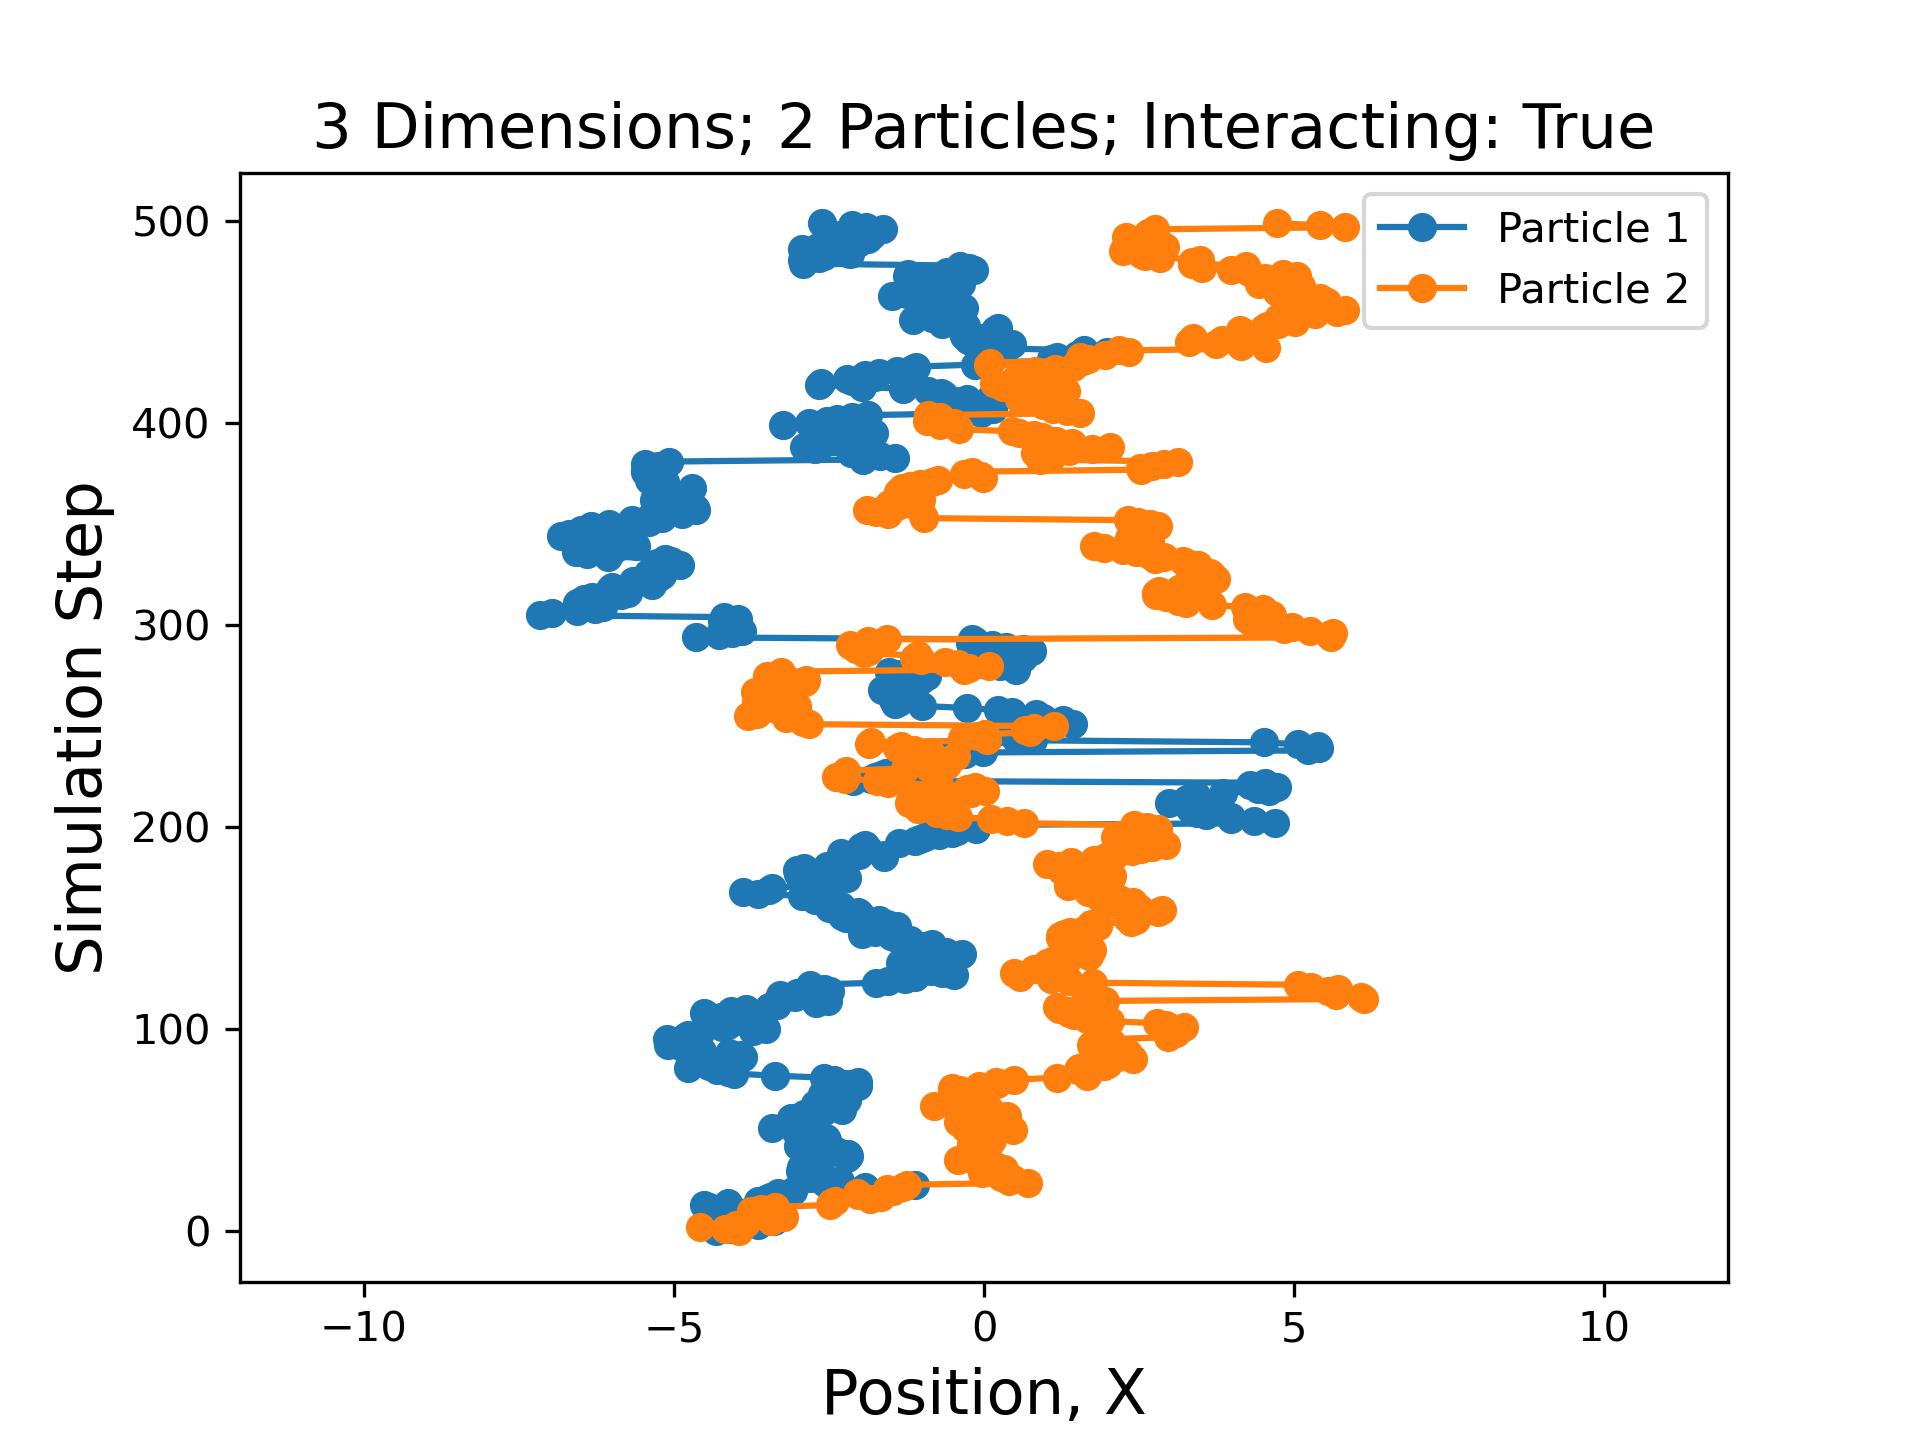 3 Dimensions; 2 Particles; Interacting: True
Particle 1
Particle 2
500
400
300
200
100
0
Simulation Step
−10
−5
0
5
10
Position, X